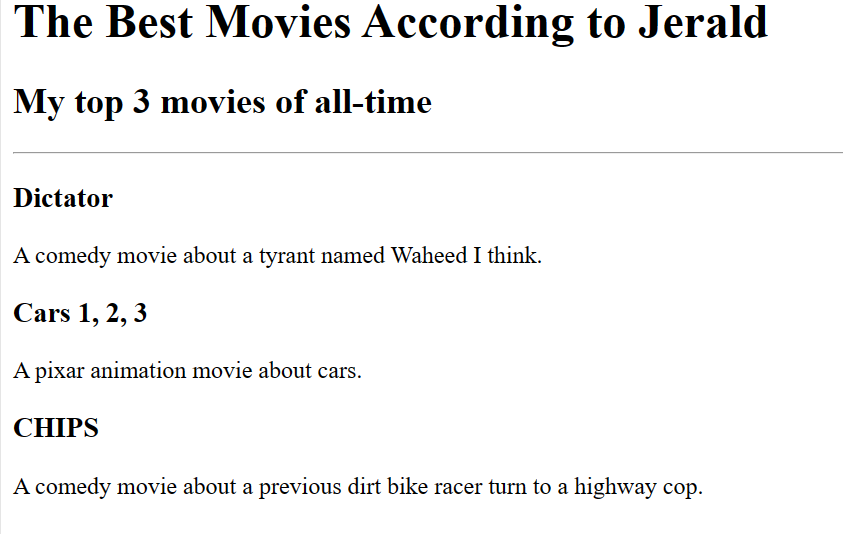 The Best Movies According to Jerald
My top 3 movies of all-time
Dictator
A comedy movie about a tyrant named Waheed I think.
Cars 1, 2, 3
A pixar animation movie about cars.
CHIPS
A comedy movie about a previous dirt bike racer turn to a highway cop.